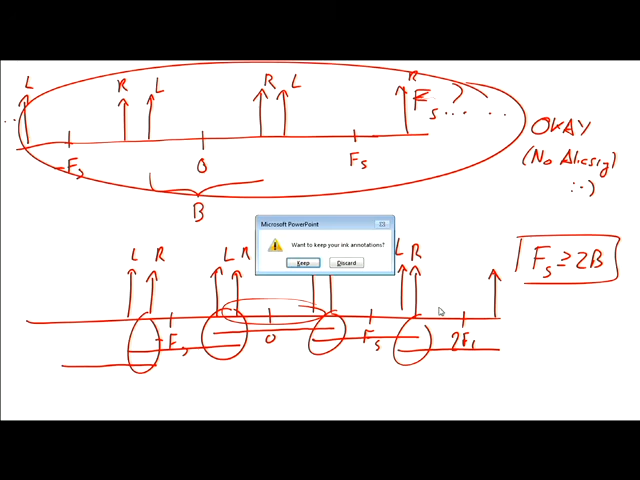 L R L R L R
Fs
-Fs 0 Fs
B
OKAY
(No Aliasing)
:-)
Fs ≥ 2B
Microsoft PowerPoint
Want to keep your ink annotations?
Keep Discard
L R L R L R
-Fs 0 Fs 2Fs